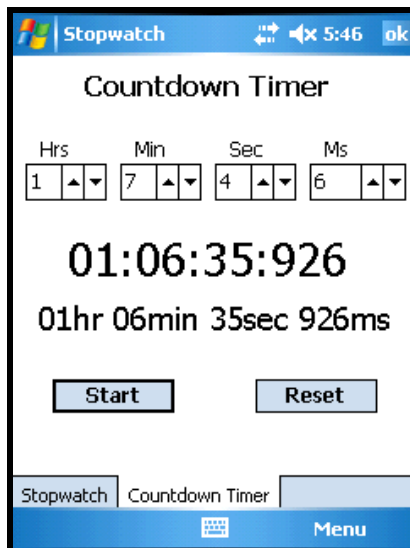 Stopwatch 5:46 ok
Countdown Timer
Hrs Min Sec Ms
1 7 4 6
01:06:35:926
01hr 06min 35sec 926ms
Start Reset
Stopwatch Countdown Timer
Menu